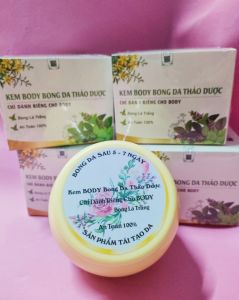 KEM BODY BONG DA THẢO DƯỢC
CHỈ DÀNH RIÊNG CHO BODY
Bong Là Trắng
An Toàn 100%
KEM BODY BONG DA THẢO DƯỢC
CHỈ DÀNH RIÊNG CHO BODY
Bong Là Trắng
An Toàn 100%
BONG DA SAU 5 - 7 NGÀY
Kem BODY Bong Da Thảo Dược
Chỉ Dành Riêng Cho BODY
Bong Là Trắng
An Toàn 100%
SẢN PHẨM TÁI TẠO DA